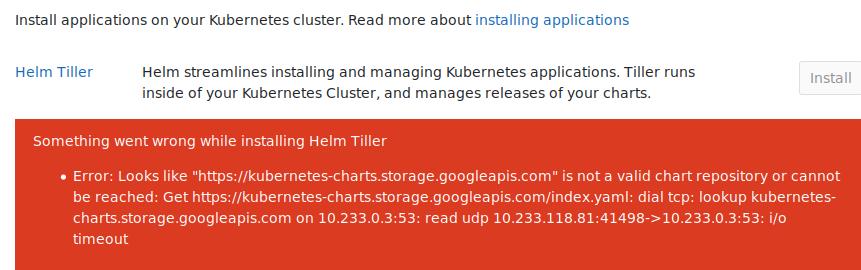 Install applications on your Kubernetes cluster. Read more about installing applications
Helm Tiller
Helm streamlines installing and managing Kubernetes applications. Tiller runs
inside of your Kubernetes Cluster, and manages releases of your charts.
Install
Something went wrong while installing Helm Tiller
• Error: Looks like "https://kubernetes-charts.storage.googleapis.com" is not a valid chart repository or cannot
be reached: Get https://kubernetes-charts.storage.googleapis.com/index.yaml: dial tcp: lookup kubernetes-
charts.storage.googleapis.com on 10.233.0.3:53: read udp 10.233.118.81:41498->10.233.0.3:53: i/o
timeout